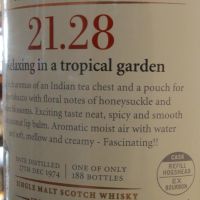 21.28
elaxing in a tropical garden
aromas of an Indian tea chest and a pouch for
tobacco with floral notes of honeysuckle and
blossoms. Exciting taste neat, spicy and smooth
coconut lip balm. Aromatic moist air with water
soft, mellow and creamy - Fascinating!!
DATE DISTILLED
27TH DEC 1974
ONE OF ONLY
188 BOTTLES
CASK
REFILL
HOGSHEAD
EX
BOURBON
SINGLE MALT SCOTCH WHISKY